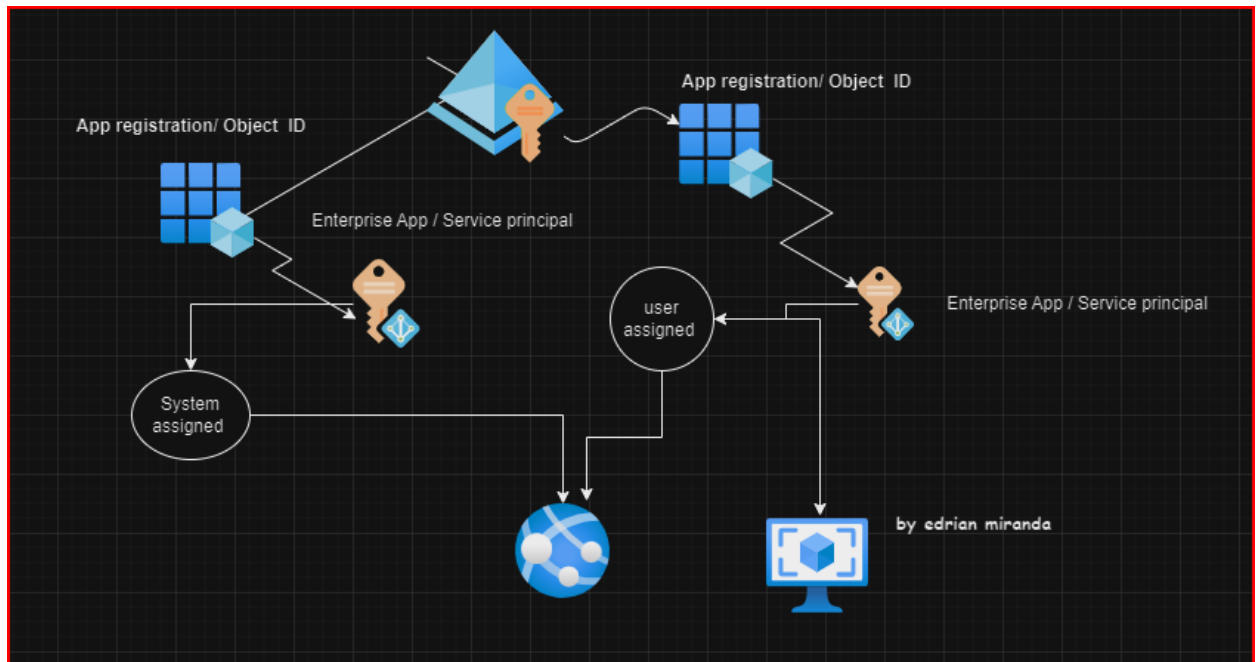 App registration/ Object  ID
App registration/ Object  ID
Enterprise App / Service principal
Enterprise App / Service principal
user
assigned
System
assigned
by edrian miranda